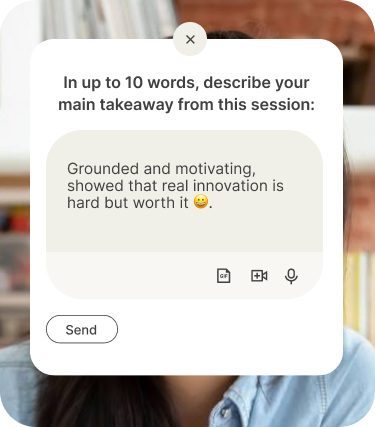 In up to 10 words, describe your
main takeaway from this session:
Grounded and motivating,
showed that real innovation is
hard but worth it 😀.
GIF
Send